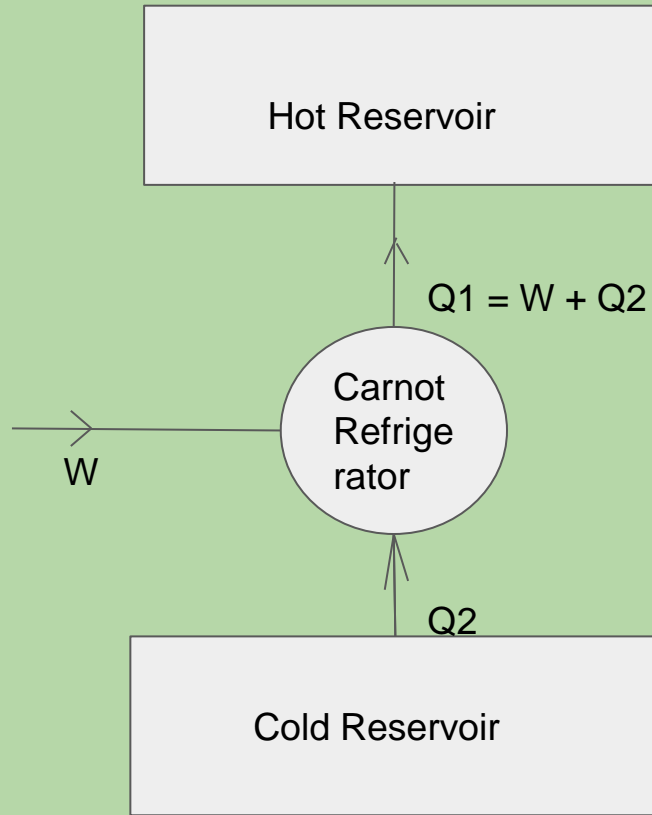 Hot Reservoir
Q1 = W + Q2
Carnot
Refrige
rator
W
Q2
Cold Reservoir